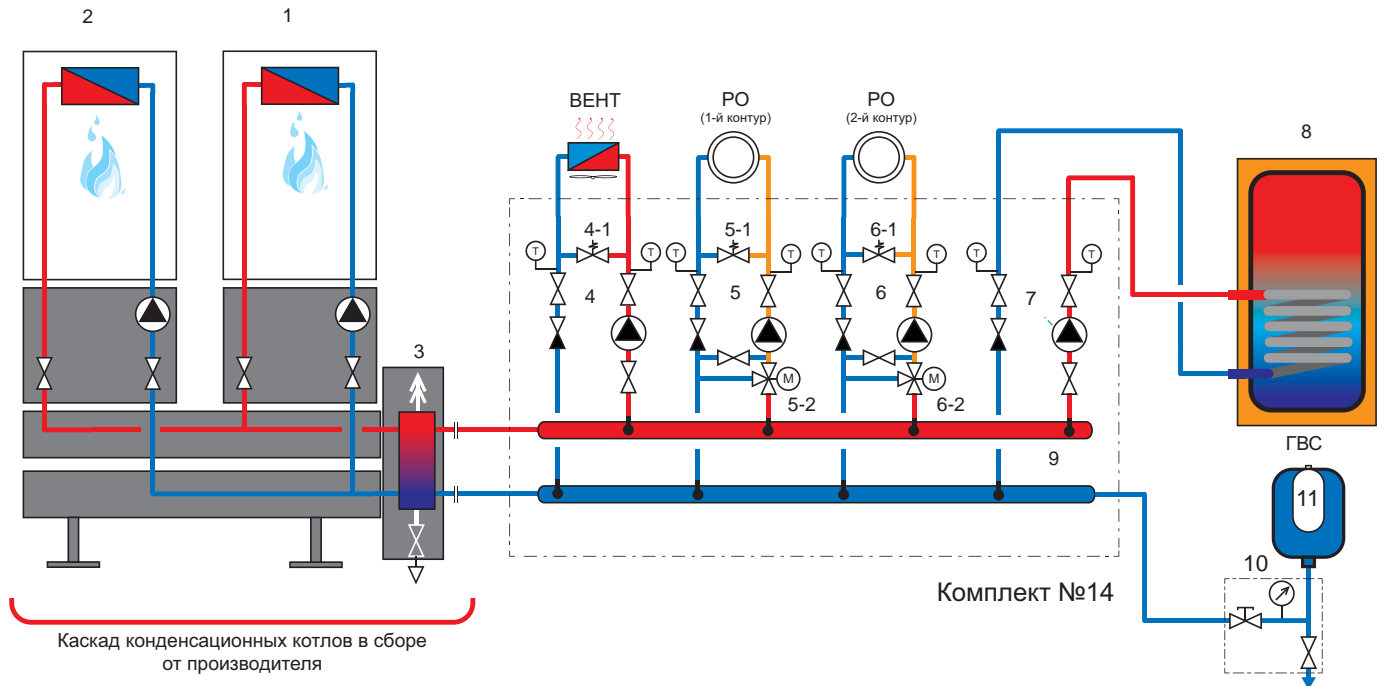 2
1
ВЕНТ
РО
(1-й контур)
РО
(2-й контур)
8
4-1
5-1
6-1
T
T
T
T
T
T
T
T
4
5
6
7
3
M
M
5-2
6-2
9
ГВС
11
10
Комплект №14
Каскад конденсационных котлов в сборе
от производителя